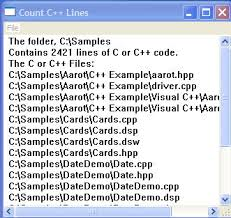 Count C++ Lines
File
The folder, C:\Samples
Contains 2421 lines of C or C++ code.
The C or C++ Files:
C:\Samples\Aarot\C++ Example\aarot.hpp
C:\Samples\Aarot\C++ Example\driver.cpp
C:\Samples\Aarot\C++ Example\Visual C++\Aar
C:\Samples\Aarot\C++ Example\Visual C++\Aar
C:\Samples\Cards\Cards.cpp
C:\Samples\Cards\Cards.dsp
C:\Samples\Cards\Cards.dsw
C:\Samples\Cards\Cards.hpp
C:\Samples\DateDemo\Date.cpp
C:\Samples\DateDemo\Date.hpp
C:\Samples\DateDemo\DateDemo.cpp
C:\Samples\DateDemo\DateDemo.dsp